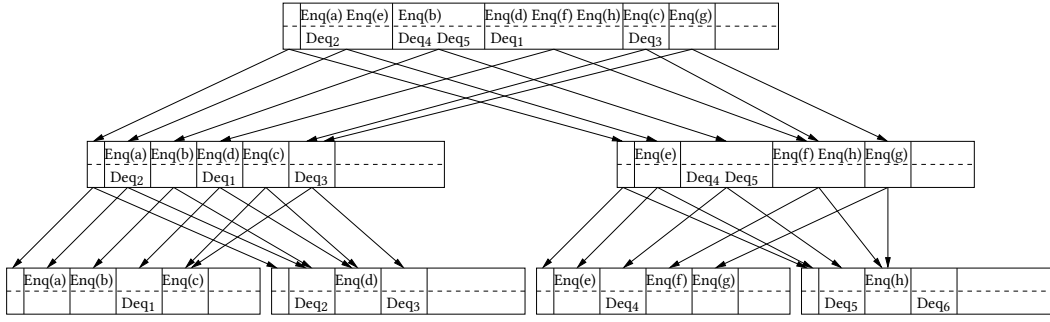 Enq(a) Enq(e) Enq(b) Enq(d) Enq(f) Enq(h) Enq(c) Enq(g)
Deq2 Deq4 Deq5 Deq1 Deq3
Enq(a) Enq(b) Enq(d) Enq(c) Enq(e) Enq(f) Enq(h) Enq(g)
Deq2 Deq1 Deq3 Deq4 Deq5
Enq(a) Enq(b) Enq(c) Enq(d) Enq(e) Enq(f) Enq(g) Enq(h)
Deq1 Deq2 Deq3 Deq4 Deq5 Deq6